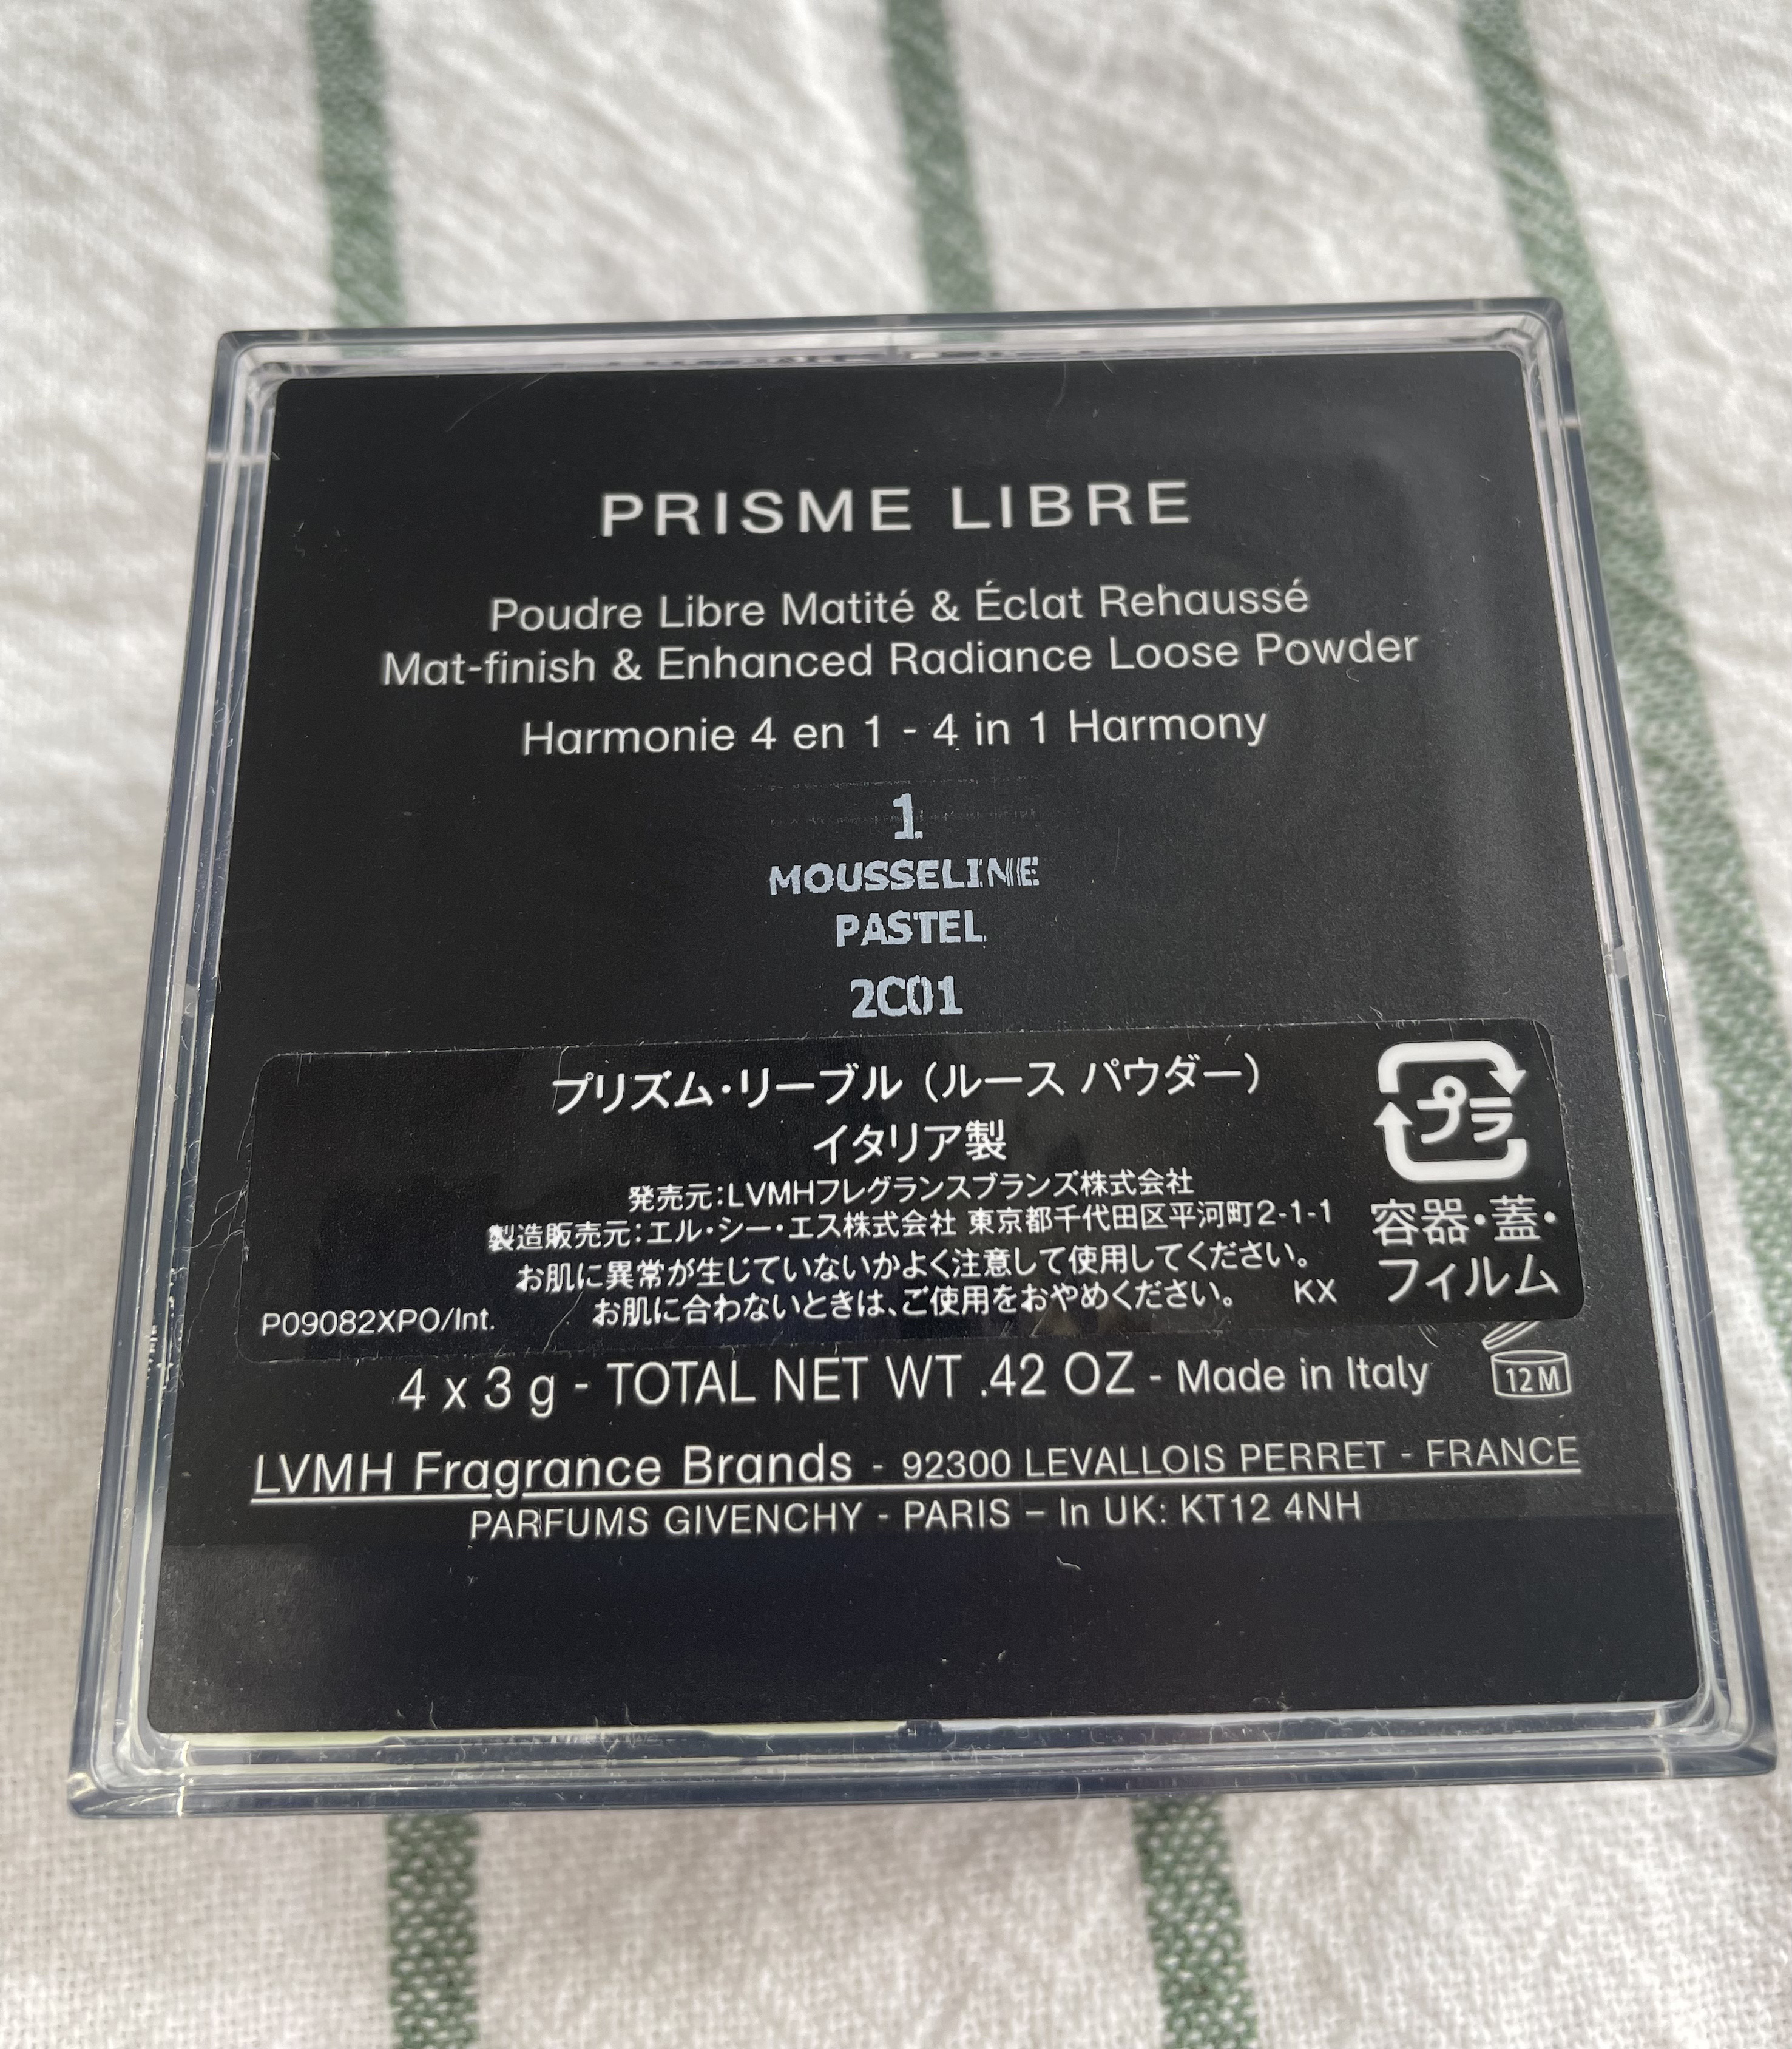 PRISME LIBRE
Poudre Libre Matité & Éclat Rehaussé
Mat-finish & Enhanced Radiance Loose Powder
Harmonie 4 en 1 - 4 in 1 Harmony
1
MOUSSELINE
PASTEL
2C01
プリズム・リーブル（ルース パウダー）
イタリア製
発売元：LVMHフレグランスブランズ株式会社
製造販売元：エル・シー・エス株式会社 東京都千代田区平河町2-1-1
お肌に異常が生じていないかよく注意して使用してください。
お肌に合わないときは、ご使用をおやめください。 KX
P09082XPO/Int.
プラ
容器・蓋・
フィルム
4 x 3 g - TOTAL NET WT .42 OZ - Made in Italy
12 M
LVMH Fragrance Brands - 92300 LEVALLOIS PERRET - FRANCE
PARFUMS GIVENCHY - PARIS – In UK: KT12 4NH